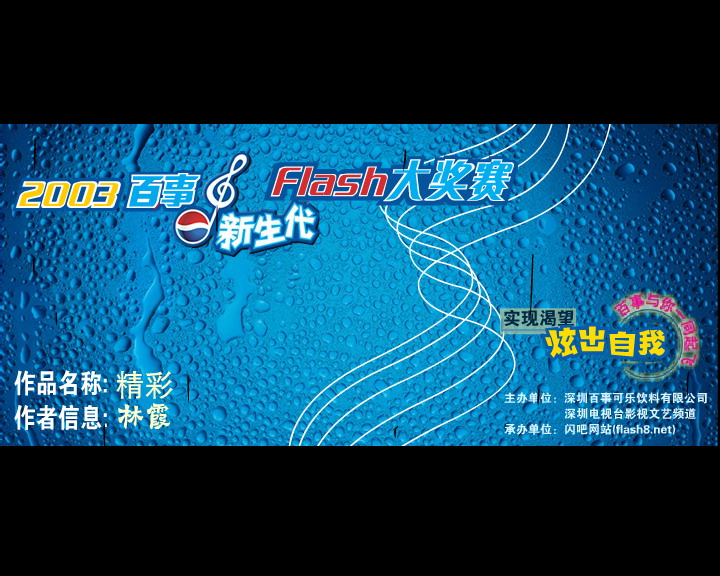 2003 百事 Flash大奖赛
新生代
百事与你一同起飞
实现渴望
炫出自我
作品名称: 精彩
作者信息: 林霞
主办单位: 深圳百事可乐饮料有限公司
深圳电视台影视文艺频道
承办单位: 闪吧网站(flash8.net)